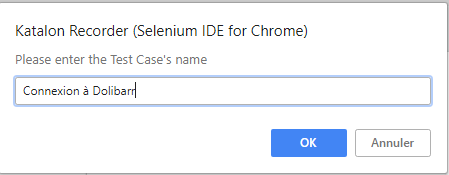 Katalon Recorder (Selenium IDE for Chrome)
Please enter the Test Case's name
Connexion à Dolibarr
OK Annuler